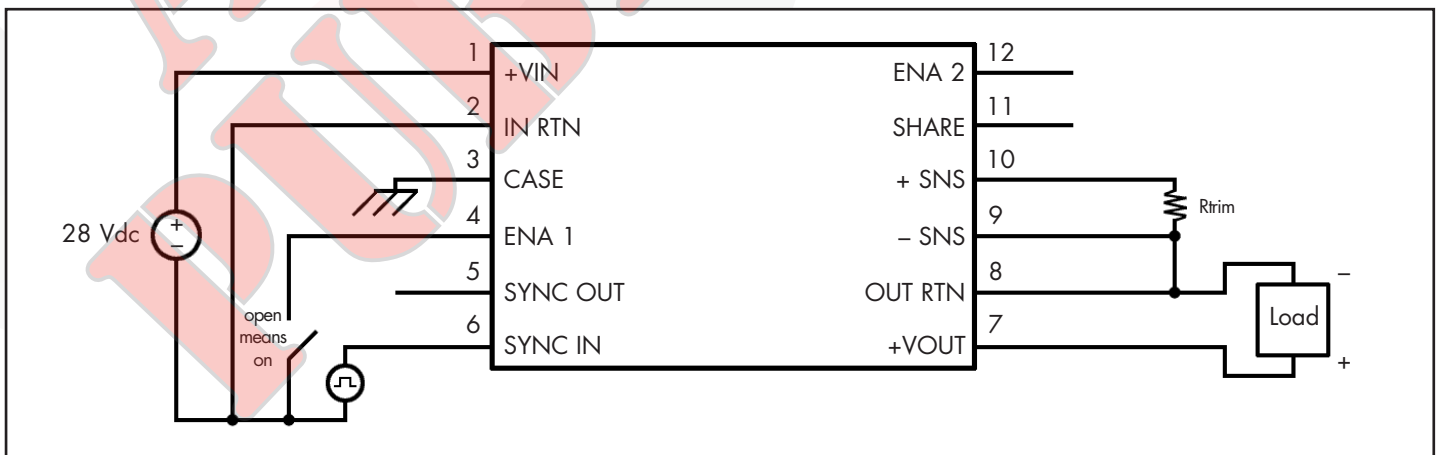 1
+VIN
2
IN RTN
3
CASE
4
ENA 1
5
SYNC OUT
6
SYNC IN
12
ENA 2
11
SHARE
10
+ SNS
9
– SNS
8
OUT RTN
7
+VOUT
28 Vdc
+
–
open
means
on
Rtrim
–
Load
+